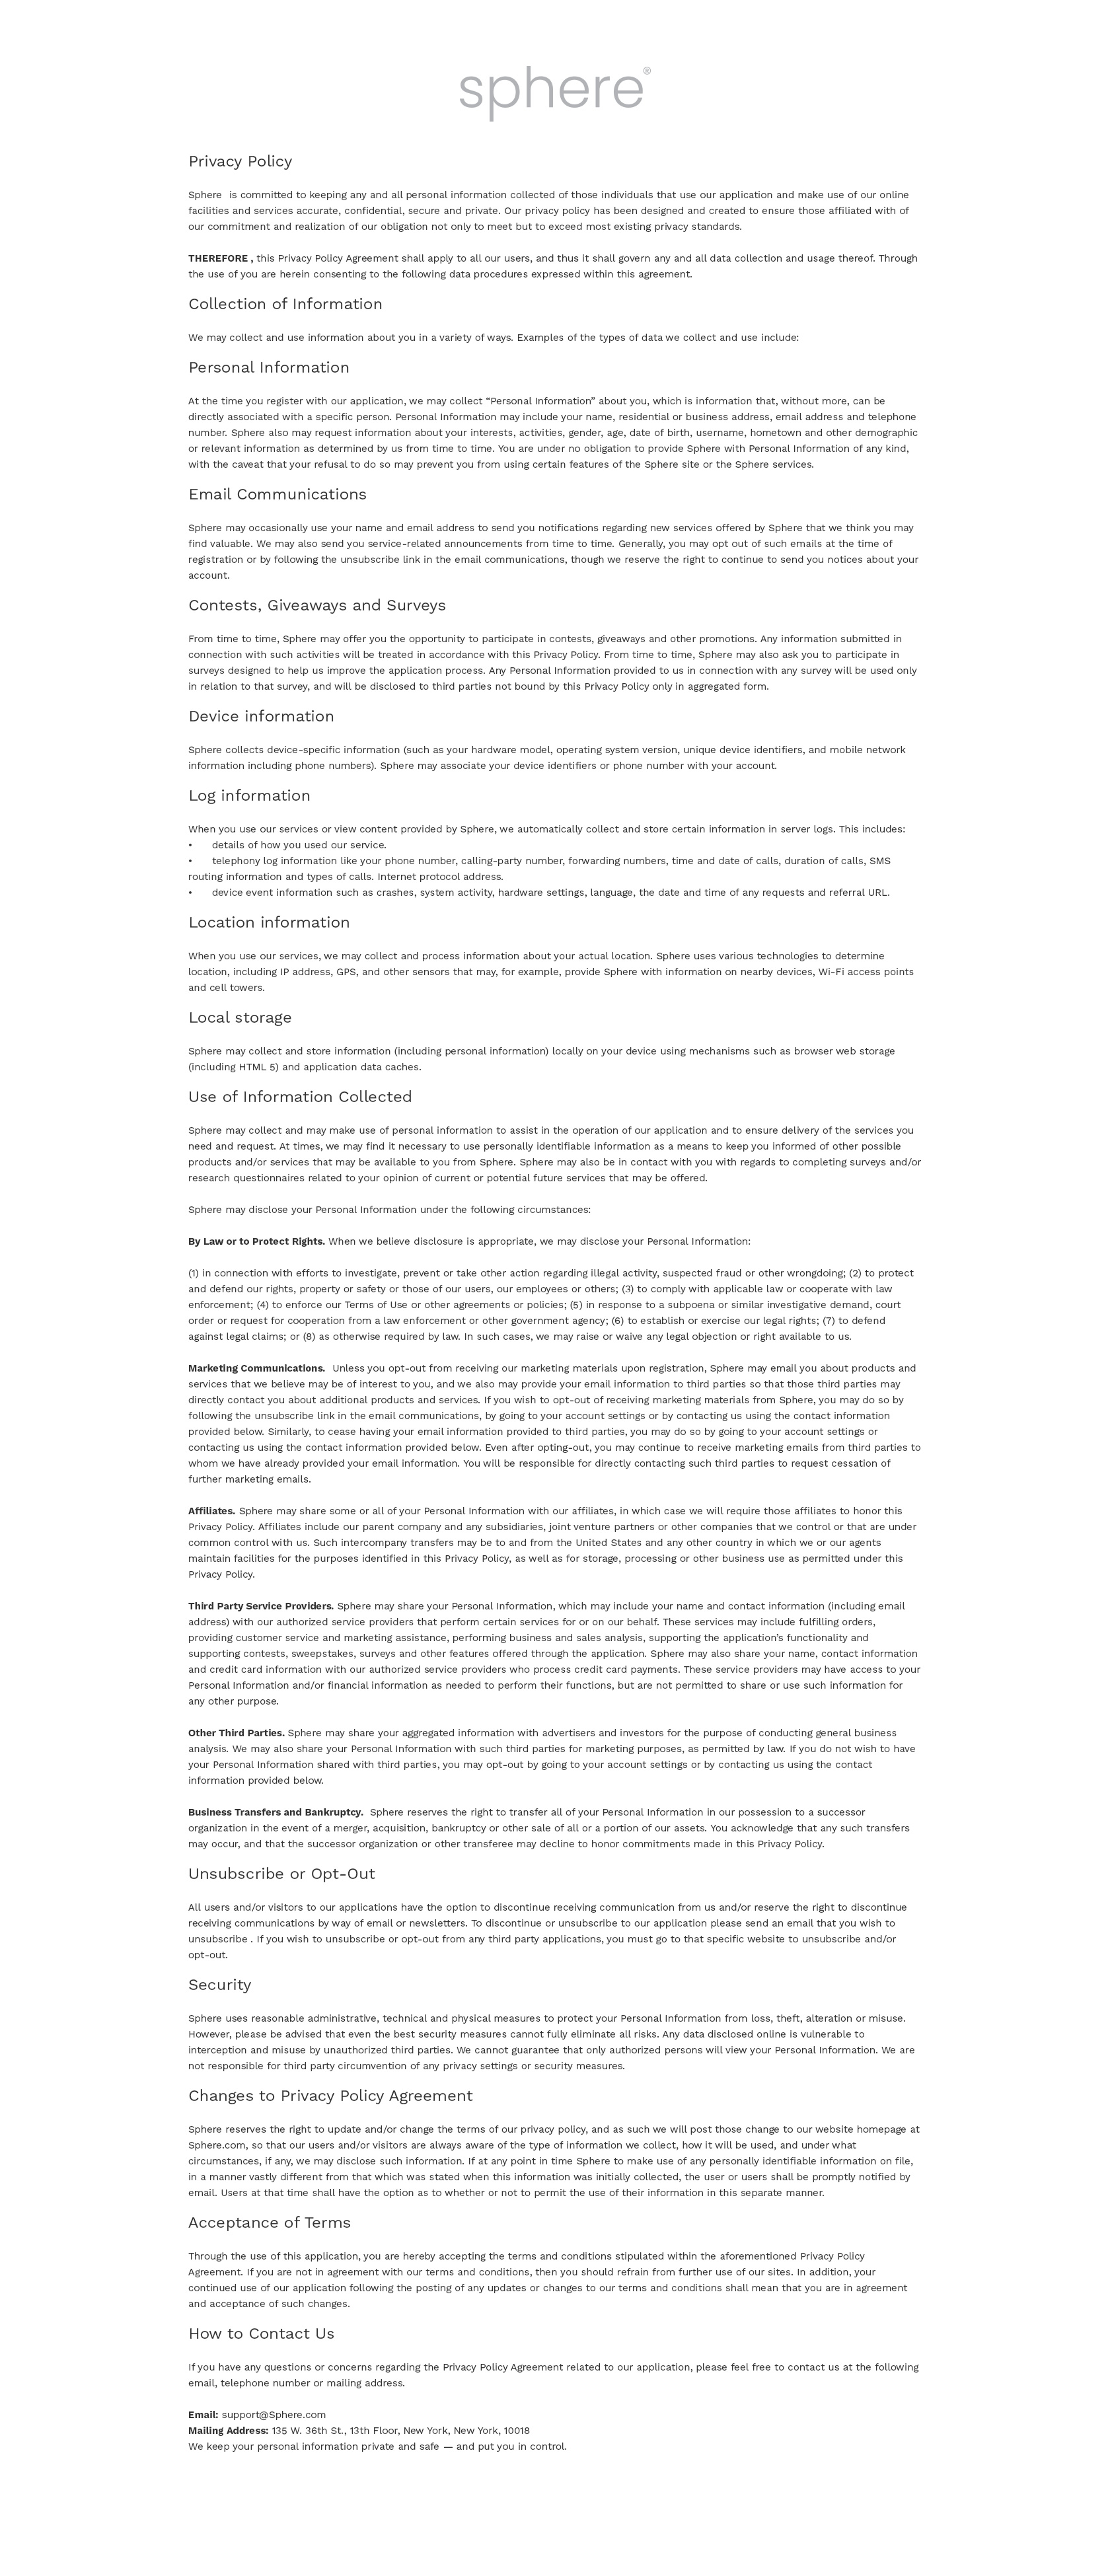 sphere®
Privacy Policy
Sphere  is committed to keeping any and all personal information collected of those individuals that use our application and make use of our online
facilities and services accurate, confidential, secure and private. Our privacy policy has been designed and created to ensure those affiliated with of
our commitment and realization of our obligation not only to meet but to exceed most existing privacy standards.
THEREFORE , this Privacy Policy Agreement shall apply to all our users, and thus it shall govern any and all data collection and usage thereof. Through
the use of you are herein consenting to the following data procedures expressed within this agreement.
Collection of Information
We may collect and use information about you in a variety of ways. Examples of the types of data we collect and use include:
Personal Information
At the time you register with our application, we may collect “Personal Information” about you, which is information that, without more, can be
directly associated with a specific person. Personal Information may include your name, residential or business address, email address and telephone
number. Sphere also may request information about your interests, activities, gender, age, date of birth, username, hometown and other demographic
or relevant information as determined by us from time to time. You are under no obligation to provide Sphere with Personal Information of any kind,
with the caveat that your refusal to do so may prevent you from using certain features of the Sphere site or the Sphere services.
Email Communications
Sphere may occasionally use your name and email address to send you notifications regarding new services offered by Sphere that we think you may
find valuable. We may also send you service-related announcements from time to time. Generally, you may opt out of such emails at the time of
registration or by following the unsubscribe link in the email communications, though we reserve the right to continue to send you notices about your
account.
Contests, Giveaways and Surveys
From time to time, Sphere may offer you the opportunity to participate in contests, giveaways and other promotions. Any information submitted in
connection with such activities will be treated in accordance with this Privacy Policy. From time to time, Sphere may also ask you to participate in
surveys designed to help us improve the application process. Any Personal Information provided to us in connection with any survey will be used only
in relation to that survey, and will be disclosed to third parties not bound by this Privacy Policy only in aggregated form.
Device information
Sphere collects device-specific information (such as your hardware model, operating system version, unique device identifiers, and mobile network
information including phone numbers). Sphere may associate your device identifiers or phone number with your account.
Log information
When you use our services or view content provided by Sphere, we automatically collect and store certain information in server logs. This includes:
• details of how you used our service.
• telephony log information like your phone number, calling-party number, forwarding numbers, time and date of calls, duration of calls, SMS
routing information and types of calls. Internet protocol address.
• device event information such as crashes, system activity, hardware settings, language, the date and time of any requests and referral URL.
Location information
When you use our services, we may collect and process information about your actual location. Sphere uses various technologies to determine
location, including IP address, GPS, and other sensors that may, for example, provide Sphere with information on nearby devices, Wi-Fi access points
and cell towers.
Local storage
Sphere may collect and store information (including personal information) locally on your device using mechanisms such as browser web storage
(including HTML 5) and application data caches.
Use of Information Collected
Sphere may collect and may make use of personal information to assist in the operation of our application and to ensure delivery of the services you
need and request. At times, we may find it necessary to use personally identifiable information as a means to keep you informed of other possible
products and/or services that may be available to you from Sphere. Sphere may also be in contact with you with regards to completing surveys and/or
research questionnaires related to your opinion of current or potential future services that may be offered.
Sphere may disclose your Personal Information under the following circumstances:
By Law or to Protect Rights. When we believe disclosure is appropriate, we may disclose your Personal Information:
(1) in connection with efforts to investigate, prevent or take other action regarding illegal activity, suspected fraud or other wrongdoing; (2) to protect
and defend our rights, property or safety or those of our users, our employees or others; (3) to comply with applicable law or cooperate with law
enforcement; (4) to enforce our Terms of Use or other agreements or policies; (5) in response to a subpoena or similar investigative demand, court
order or request for cooperation from a law enforcement or other government agency; (6) to establish or exercise our legal rights; (7) to defend
against legal claims; or (8) as otherwise required by law. In such cases, we may raise or waive any legal objection or right available to us.
Marketing Communications.  Unless you opt-out from receiving our marketing materials upon registration, Sphere may email you about products and
services that we believe may be of interest to you, and we also may provide your email information to third parties so that those third parties may
directly contact you about additional products and services. If you wish to opt-out of receiving marketing materials from Sphere, you may do so by
following the unsubscribe link in the email communications, by going to your account settings or by contacting us using the contact information
provided below. Similarly, to cease having your email information provided to third parties, you may do so by going to your account settings or
contacting us using the contact information provided below. Even after opting-out, you may continue to receive marketing emails from third parties to
whom we have already provided your email information. You will be responsible for directly contacting such third parties to request cessation of
further marketing emails.
Affiliates. Sphere may share some or all of your Personal Information with our affiliates, in which case we will require those affiliates to honor this
Privacy Policy. Affiliates include our parent company and any subsidiaries, joint venture partners or other companies that we control or that are under
common control with us. Such intercompany transfers may be to and from the United States and any other country in which we or our agents
maintain facilities for the purposes identified in this Privacy Policy, as well as for storage, processing or other business use as permitted under this
Privacy Policy.
Third Party Service Providers. Sphere may share your Personal Information, which may include your name and contact information (including email
address) with our authorized service providers that perform certain services for or on our behalf. These services may include fulfilling orders,
providing customer service and marketing assistance, performing business and sales analysis, supporting the application’s functionality and
supporting contests, sweepstakes, surveys and other features offered through the application. Sphere may also share your name, contact information
and credit card information with our authorized service providers who process credit card payments. These service providers may have access to your
Personal Information and/or financial information as needed to perform their functions, but are not permitted to share or use such information for
any other purpose.
Other Third Parties. Sphere may share your aggregated information with advertisers and investors for the purpose of conducting general business
analysis. We may also share your Personal Information with such third parties for marketing purposes, as permitted by law. If you do not wish to have
your Personal Information shared with third parties, you may opt-out by going to your account settings or by contacting us using the contact
information provided below.
Business Transfers and Bankruptcy.  Sphere reserves the right to transfer all of your Personal Information in our possession to a successor
organization in the event of a merger, acquisition, bankruptcy or other sale of all or a portion of our assets. You acknowledge that any such transfers
may occur, and that the successor organization or other transferee may decline to honor commitments made in this Privacy Policy.
Unsubscribe or Opt-Out
All users and/or visitors to our applications have the option to discontinue receiving communication from us and/or reserve the right to discontinue
receiving communications by way of email or newsletters. To discontinue or unsubscribe to our application please send an email that you wish to
unsubscribe . If you wish to unsubscribe or opt-out from any third party applications, you must go to that specific website to unsubscribe and/or
opt-out.
Security
Sphere uses reasonable administrative, technical and physical measures to protect your Personal Information from loss, theft, alteration or misuse.
However, please be advised that even the best security measures cannot fully eliminate all risks. Any data disclosed online is vulnerable to
interception and misuse by unauthorized third parties. We cannot guarantee that only authorized persons will view your Personal Information. We are
not responsible for third party circumvention of any privacy settings or security measures.
Changes to Privacy Policy Agreement
Sphere reserves the right to update and/or change the terms of our privacy policy, and as such we will post those change to our website homepage at
Sphere.com, so that our users and/or visitors are always aware of the type of information we collect, how it will be used, and under what
circumstances, if any, we may disclose such information. If at any point in time Sphere to make use of any personally identifiable information on file,
in a manner vastly different from that which was stated when this information was initially collected, the user or users shall be promptly notified by
email. Users at that time shall have the option as to whether or not to permit the use of their information in this separate manner.
Acceptance of Terms
Through the use of this application, you are hereby accepting the terms and conditions stipulated within the aforementioned Privacy Policy
Agreement. If you are not in agreement with our terms and conditions, then you should refrain from further use of our sites. In addition, your
continued use of our application following the posting of any updates or changes to our terms and conditions shall mean that you are in agreement
and acceptance of such changes.
How to Contact Us
If you have any questions or concerns regarding the Privacy Policy Agreement related to our application, please feel free to contact us at the following
email, telephone number or mailing address.
Email: support@Sphere.com
Mailing Address: 135 W. 36th St., 13th Floor, New York, New York, 10018
We keep your personal information private and safe — and put you in control.